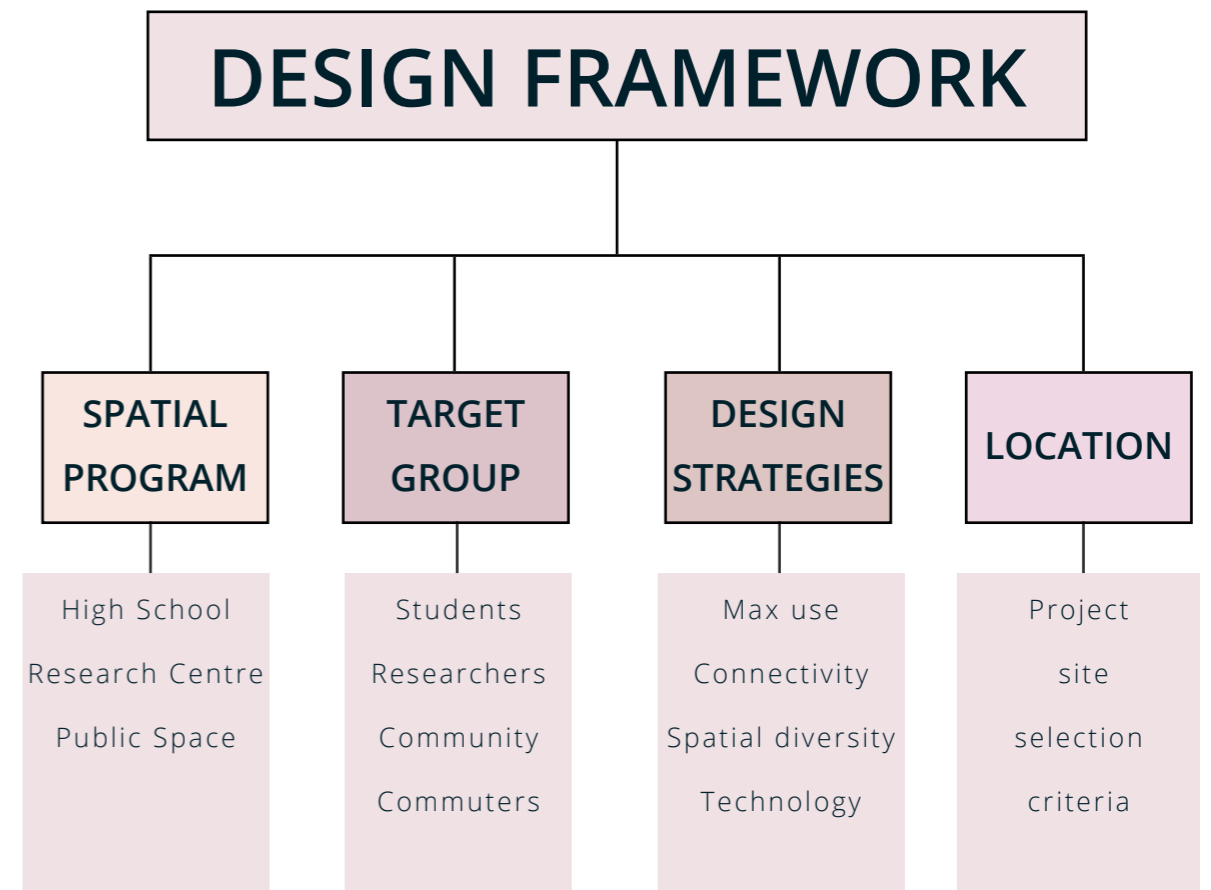 DESIGN FRAMEWORK
SPATIAL
PROGRAM
High School
Research Centre
Public Space
TARGET
GROUP
Students
Researchers
Community
Commuters
DESIGN
STRATEGIES
Max use
Connectivity
Spatial diversity
Technology
LOCATION
Project
site
selection
criteria